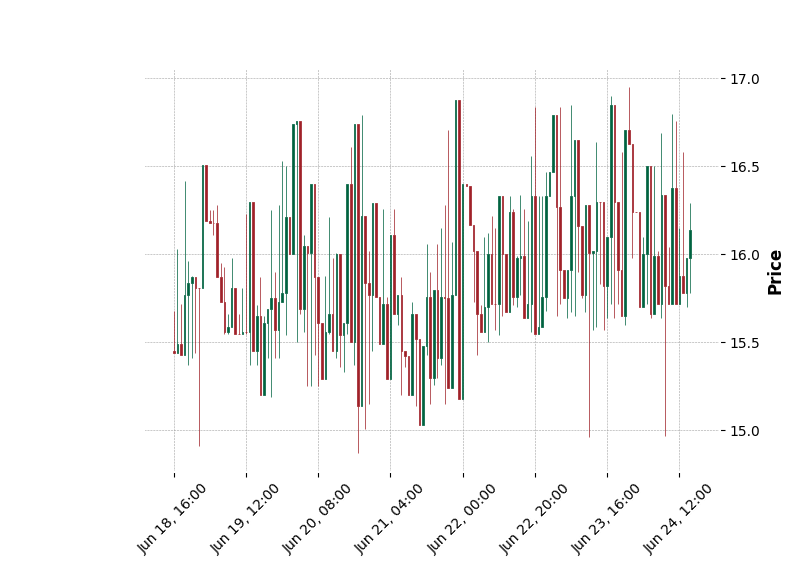 17.0
16.5
16.0
15.5
15.0
Price
Jun 18, 16:00
Jun 19, 12:00
Jun 20, 08:00
Jun 21, 04:00
Jun 22, 00:00
Jun 22, 20:00
Jun 23, 16:00
Jun 24, 12:00